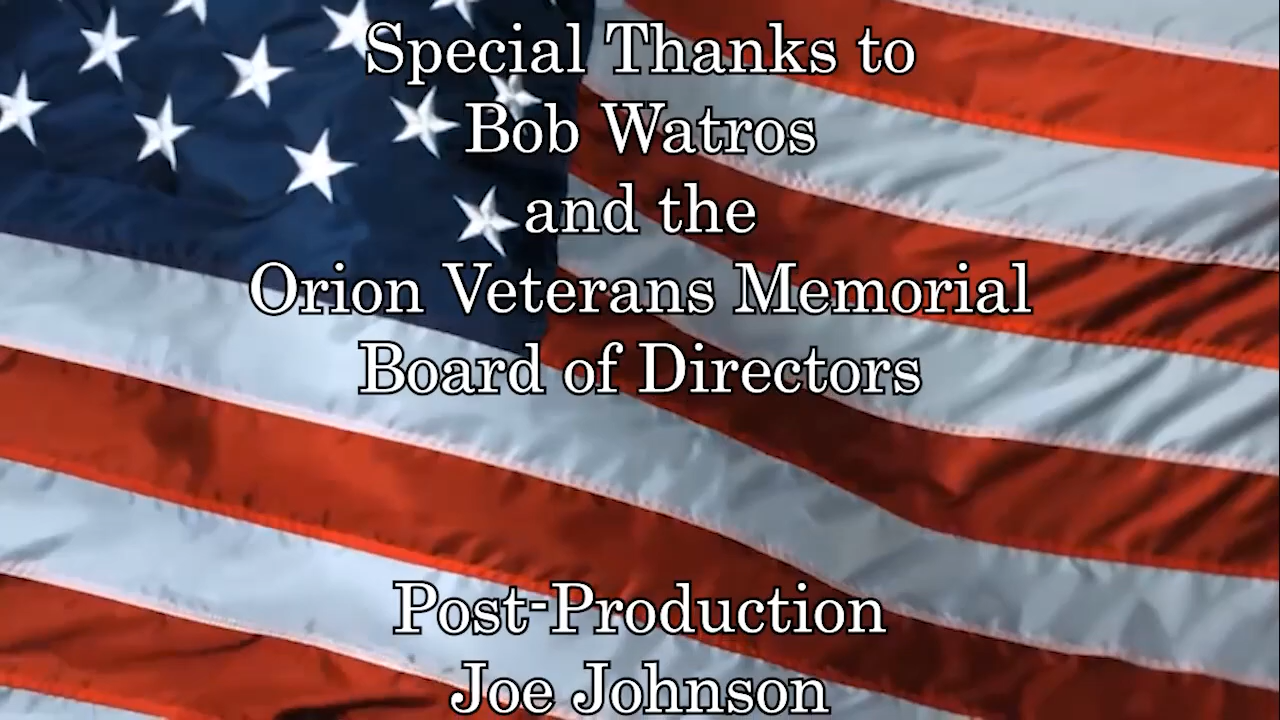 Special Thanks to
Bob Watros
and the
Orion Veterans Memorial
Board of Directors
Post-Production
Joe Johnson